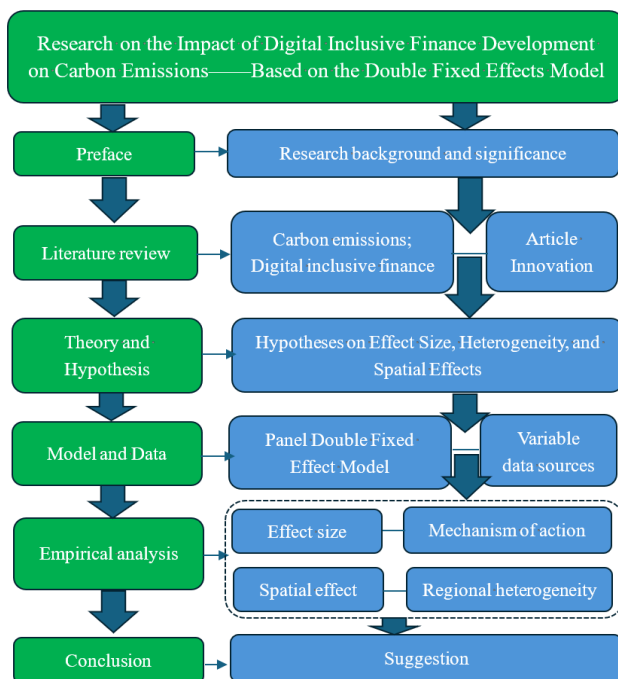 Research on the Impact of Digital Inclusive Finance Development
on Carbon Emissions——Based on the Double Fixed Effects Model
Preface
Research background and significance
Literature review
Carbon emissions;
Digital inclusive finance
Article
Innovation
Theory and
Hypothesis
Hypotheses on Effect Size, Heterogeneity, and
Spatial Effects
Model and Data
Panel Double Fixed
Effect Model
Variable
data sources
Empirical analysis
Effect size
Mechanism of action
Spatial effect
Regional heterogeneity
Conclusion
Suggestion